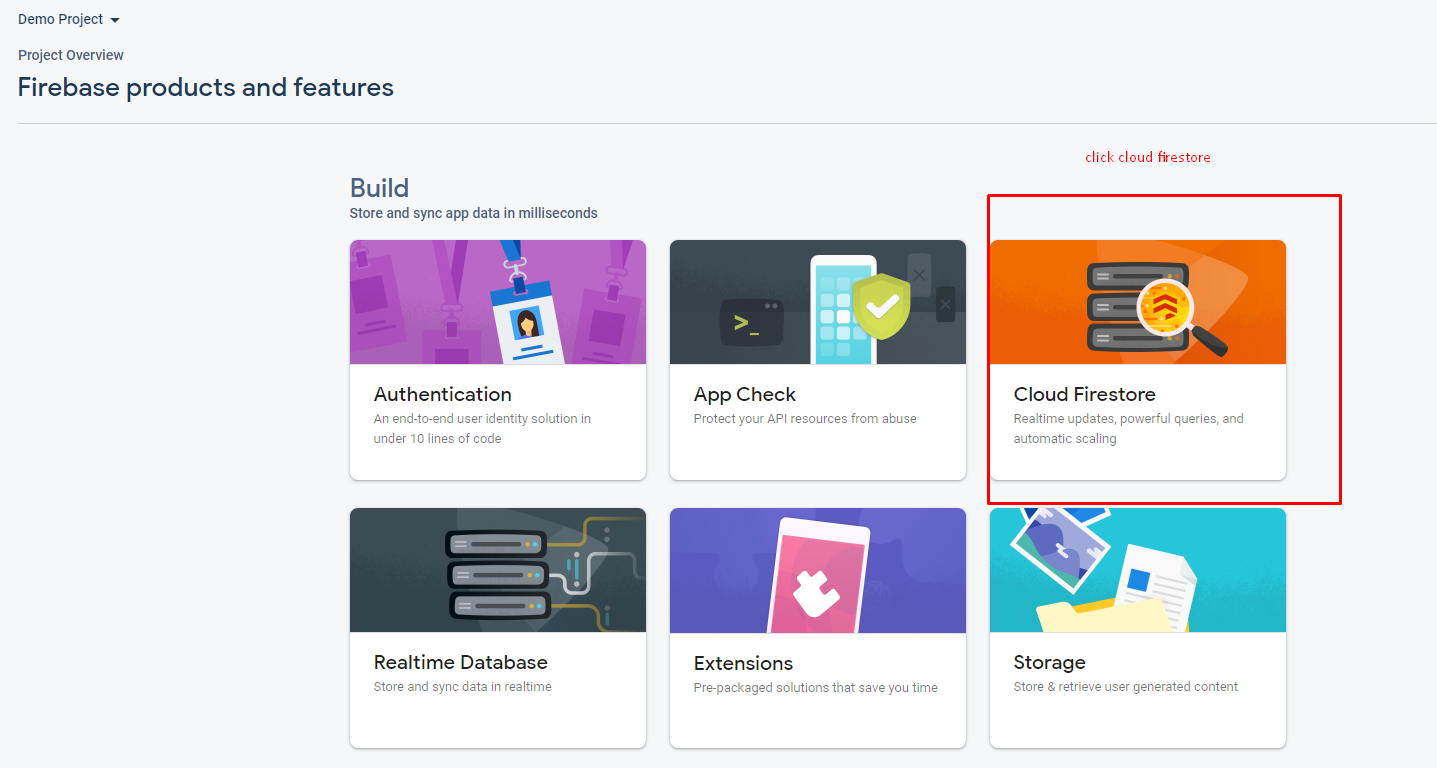 Demo Project
Project Overview
Firebase products and features
click cloud firestore
Build
Store and sync app data in milliseconds
>_
Authentication
An end-to-end user identity solution in
under 10 lines of code
App Check
Protect your API resources from abuse
Cloud Firestore
Realtime updates, powerful queries, and
automatic scaling
Realtime Database
Store and sync data in realtime
Extensions
Pre-packaged solutions that save you time
Storage
Store & retrieve user generated content